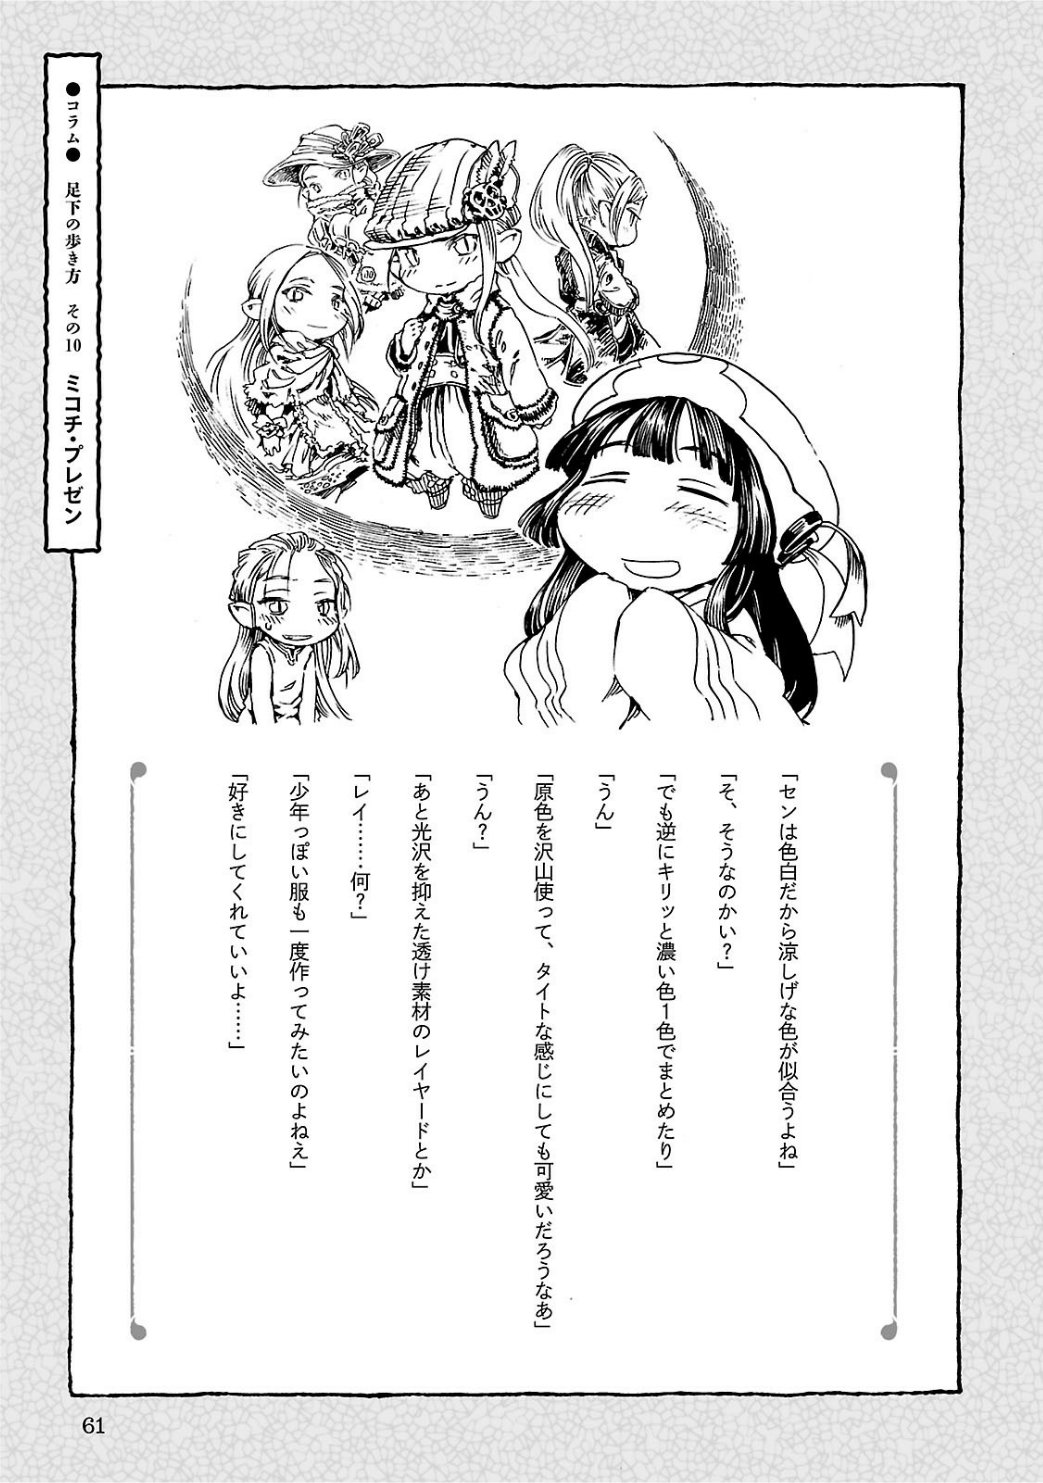 ●コラム● 足下の歩き方 その10 ミコチ・プレゼン
「センは色白だから涼しげな色が似合うよね」
「そ、そうなのかい？」
「でも逆にキリッと濃い色1色でまとめたり」
「うん」
「原色を沢山使って、タイトな感じにしても可愛いだろうなあ」
「うん？」
「あと光沢を抑えた透け素材のレイヤードとか」
「レイ……何？」
「少年っぽい服も一度作ってみたいのよねえ」
「好きにしてくれていいよ……」
61